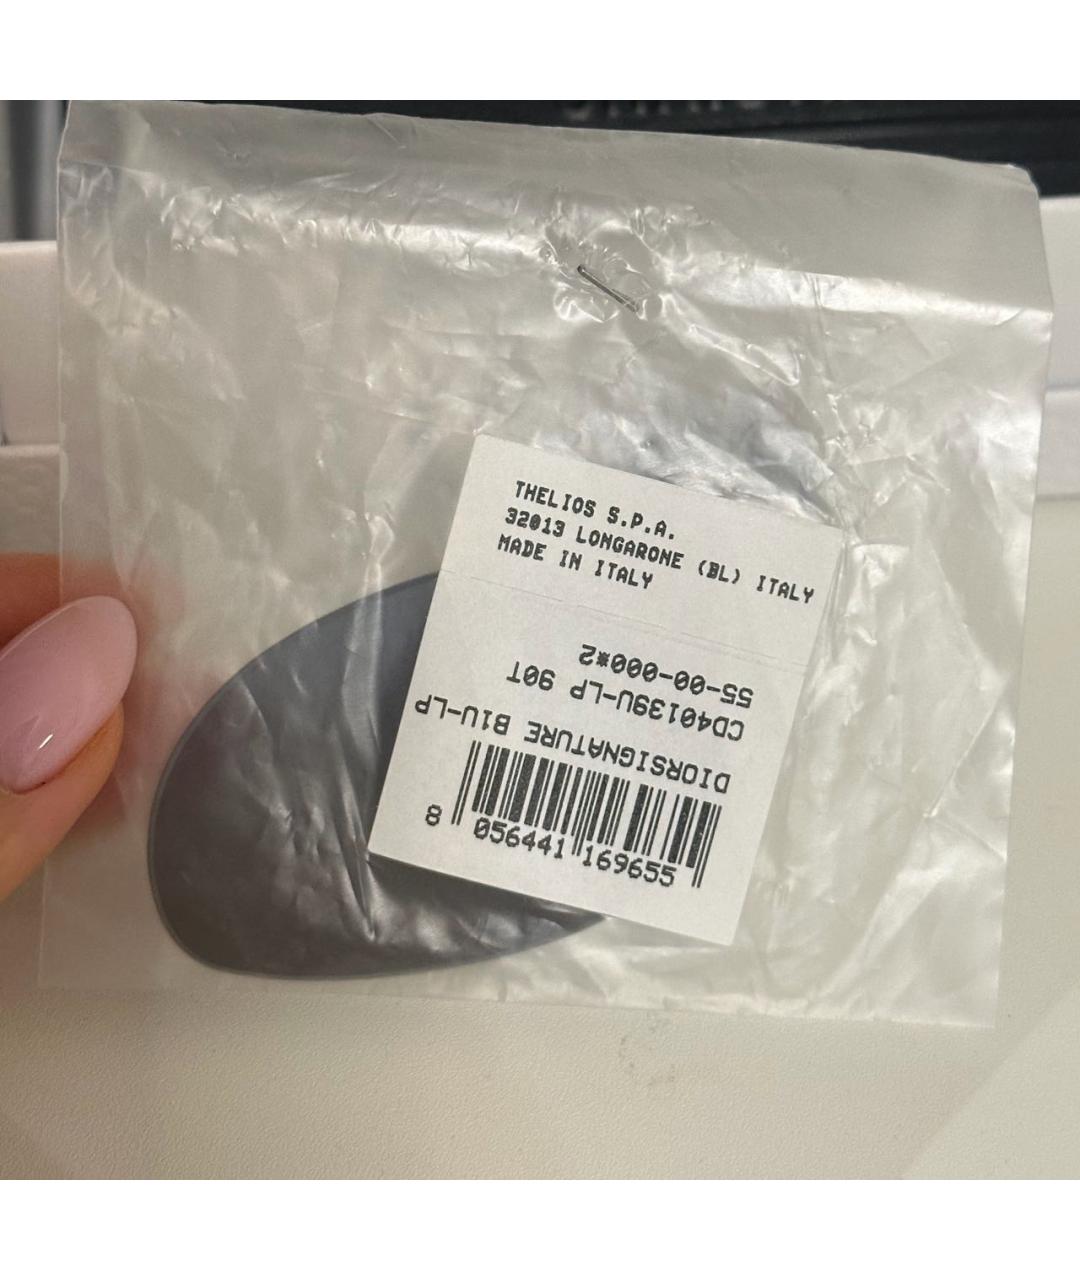 THELIOS S.P.A.
32013 LONGARONE (BL) ITALY
MADE IN ITALY
DIORSIGNATURE B1U-LP
CD40139U-LP 90T
55-00-000*2
8 056441 169655